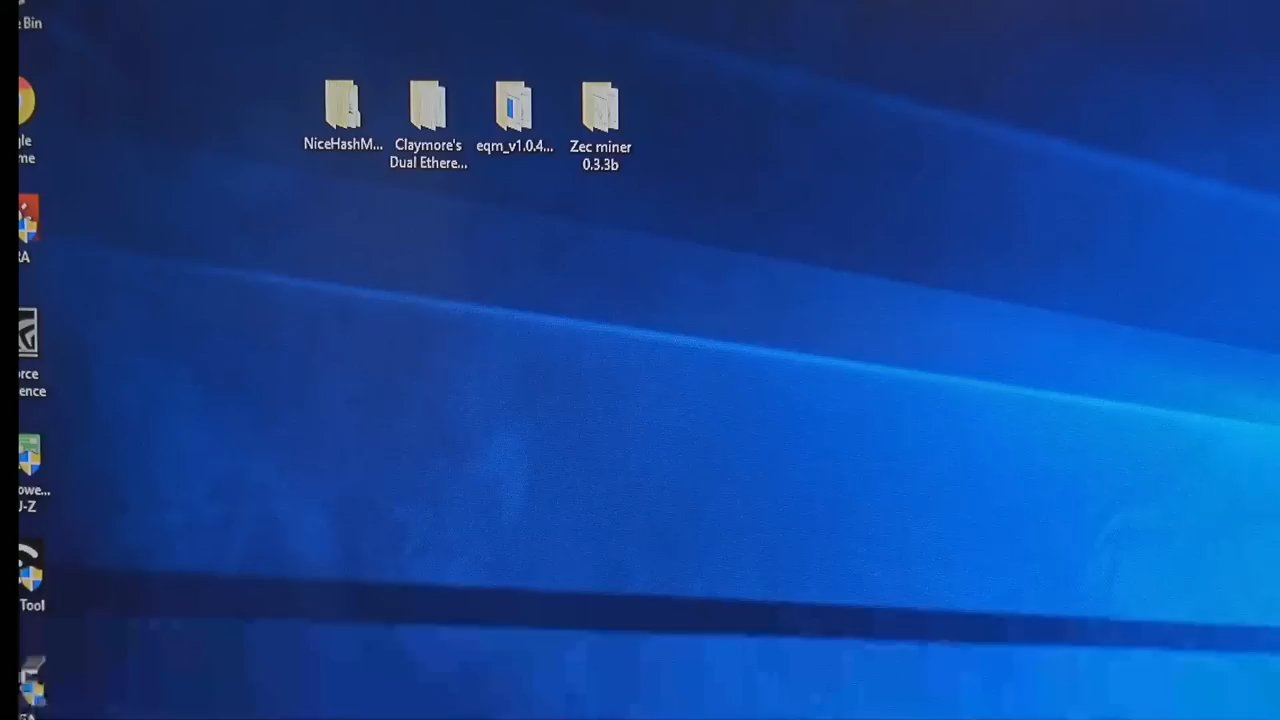 e Bin
gle
me
RA
orce
ence
owe...
U-Z
Tool
NiceHashM...
Claymore's
Dual Ethere...
eqm_v1.0.4...
Zec miner
0.3.3b